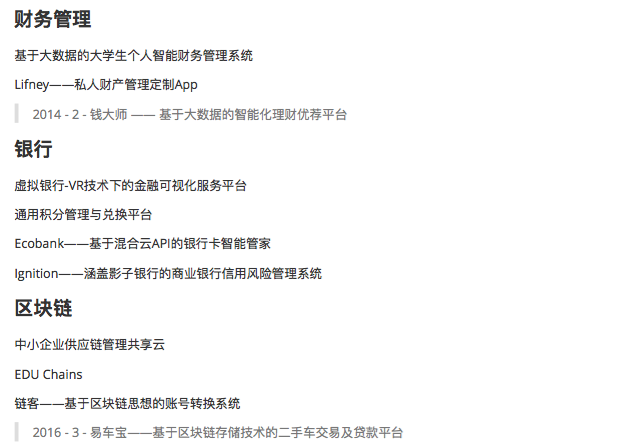 财务管理
基于大数据的大学生个人智能财务管理系统
Lifney——私人财产管理定制App
2014 - 2 - 钱大师 —— 基于大数据的智能化理财优荐平台
银行
虚拟银行-VR技术下的金融可视化服务平台
通用积分管理与兑换平台
Ecobank——基于混合云API的银行卡智能管家
Ignition——涵盖影子银行的商业银行信用风险管理系统
区块链
中小企业供应链管理共享云
EDU Chains
链客——基于区块链思想的账号转换系统
2016 - 3 - 易车宝——基于区块链存储技术的二手车交易及贷款平台